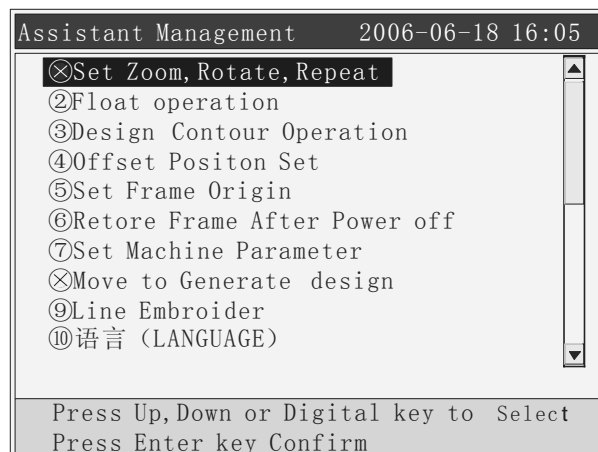 Assistant Management 2006-06-18 16:05
⊗Set Zoom,Rotate,Repeat
②Float operation
③Design Contour Operation
④Offset Positon Set
⑤Set Frame Origin
⑥Retore Frame After Power off
⑦Set Machine Parameter
⊗Move to Generate design
⑨Line Embroider
⑩语言（LANGUAGE）
Press Up,Down or Digital key to Select
Press Enter key Confirm